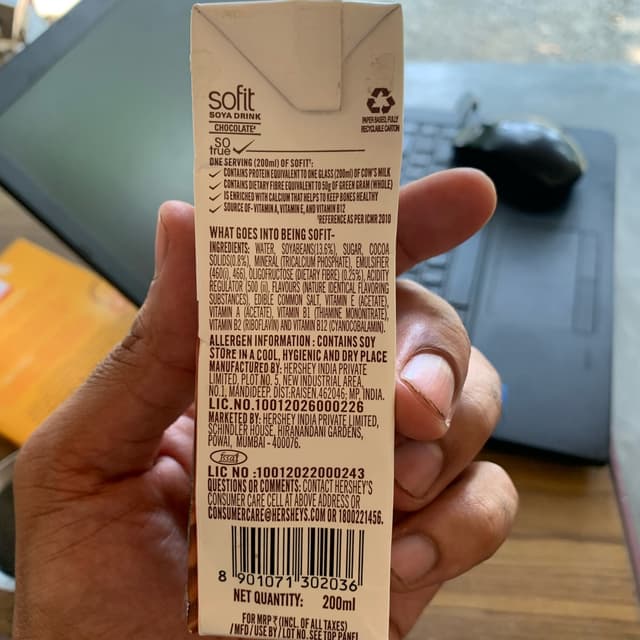 sofit
SOYA DRINK
CHOCOLATE
PAPER BASED, FULLY
RECYCLABLE CARTON
so
true
ONE SERVING (200ml) OF SOFIT:
CONTAINS PROTEIN EQUIVALENT TO ONE GLASS (200ml) OF COW'S MILK
CONTAINS DIETARY FIBRE EQUIVALENT TO 50g OF GREEN GRAM (WHOLE)
IS ENRICHED WITH CALCIUM THAT HELPS TO KEEP BONES HEALTHY
SOURCE OF- VITAMIN A, VITAMIN E, AND VITAMIN B12
REFERENCE AS PER ICMR 2010
WHAT GOES INTO BEING SOFIT-
INGREDIENTS: WATER, SOYABEANS(13.6%), SUGAR, COCOA
SOLIDS(0.8%), MINERAL (TRICALCIUM PHOSPHATE), EMULSIFIER
(460(i), 466), OLIGOFRUCTOSE (DIETARY FIBRE) (0.25%), ACIDITY
REGULATOR (500 (ii), FLAVOURS (NATURE IDENTICAL FLAVORING
SUBSTANCES), EDIBLE COMMON SALT, VITAMIN E (ACETATE),
VITAMIN A (ACETATE), VITAMIN B1 (THIAMINE MONONITRATE),
VITAMIN B2 (RIBOFLAVIN) AND VITAMIN B12 (CYANOCOBALAMIN).
ALLERGEN INFORMATION : CONTAINS SOY
STORE IN A COOL, HYGIENIC AND DRY PLACE
MANUFACTURED BY: HERSHEY INDIA PRIVATE
LIMITED, PLOT NO. 5, NEW INDUSTRIAL AREA,
NO.1, MANDIDEEP. DIST:RAISEN,462046; MP, INDIA.
LIC.NO.10012026000226
MARKETED BY: HERSHEY INDIA PRIVATE LIMITED,
SCHINDLER HOUSE, HIRANANDANI GARDENS,
POWAI, MUMBAI - 400076.
fssai
LIC NO :10012022000243
QUESTIONS OR COMMENTS: CONTACT HERSHEY'S
CONSUMER CARE CELL AT ABOVE ADDRESS OR
CONSUMERCARE@HERSHEYS.COM OR 1800221456.
8 901071 302036
NET QUANTITY: 200ml
FOR MRP ₹ (INCL. OF ALL TAXES)
/ MFD / USE BY / LOT NO. SEE TOP PANEL